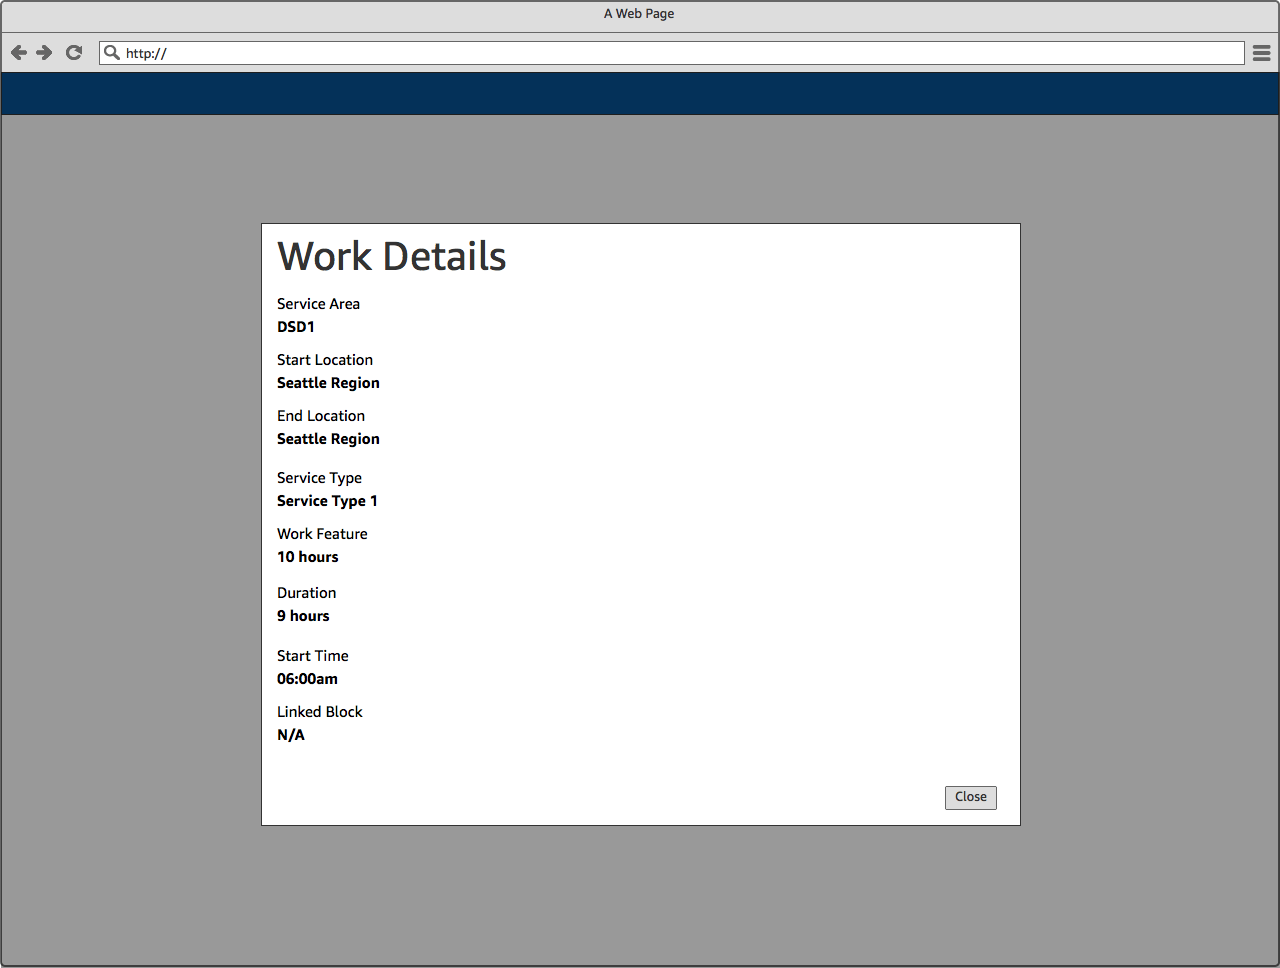 A Web Page
http://
Work Details
Service Area
DSD1
Start Location
Seattle Region
End Location
Seattle Region
Service Type
Service Type 1
Work Feature
10 hours
Duration
9 hours
Start Time
06:00am
Linked Block
N/A
Close